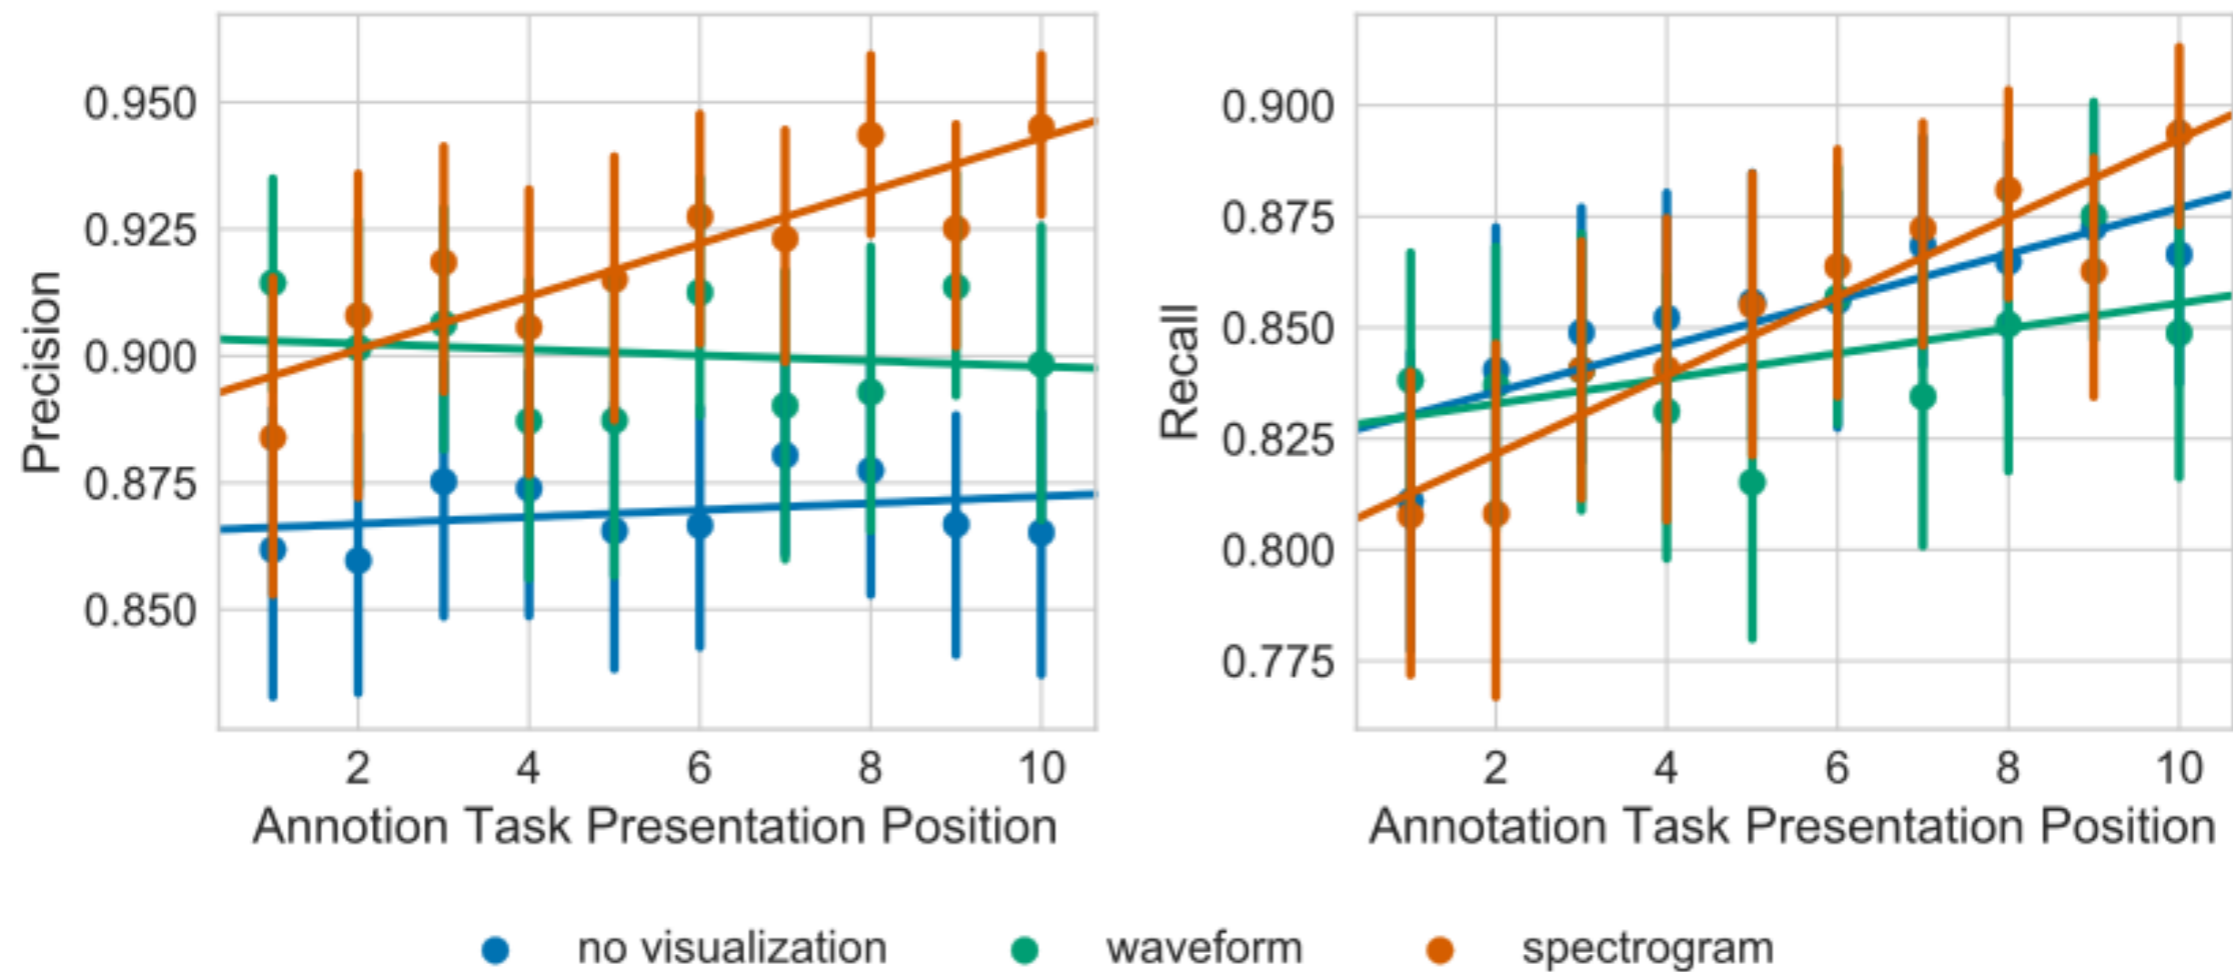 Precision
0.950
0.925
0.900
0.875
0.850
2 4 6 8 10
Annotion Task Presentation Position
Recall
0.900
0.875
0.850
0.825
0.800
0.775
2 4 6 8 10
Annotation Task Presentation Position
no visualization waveform spectrogram